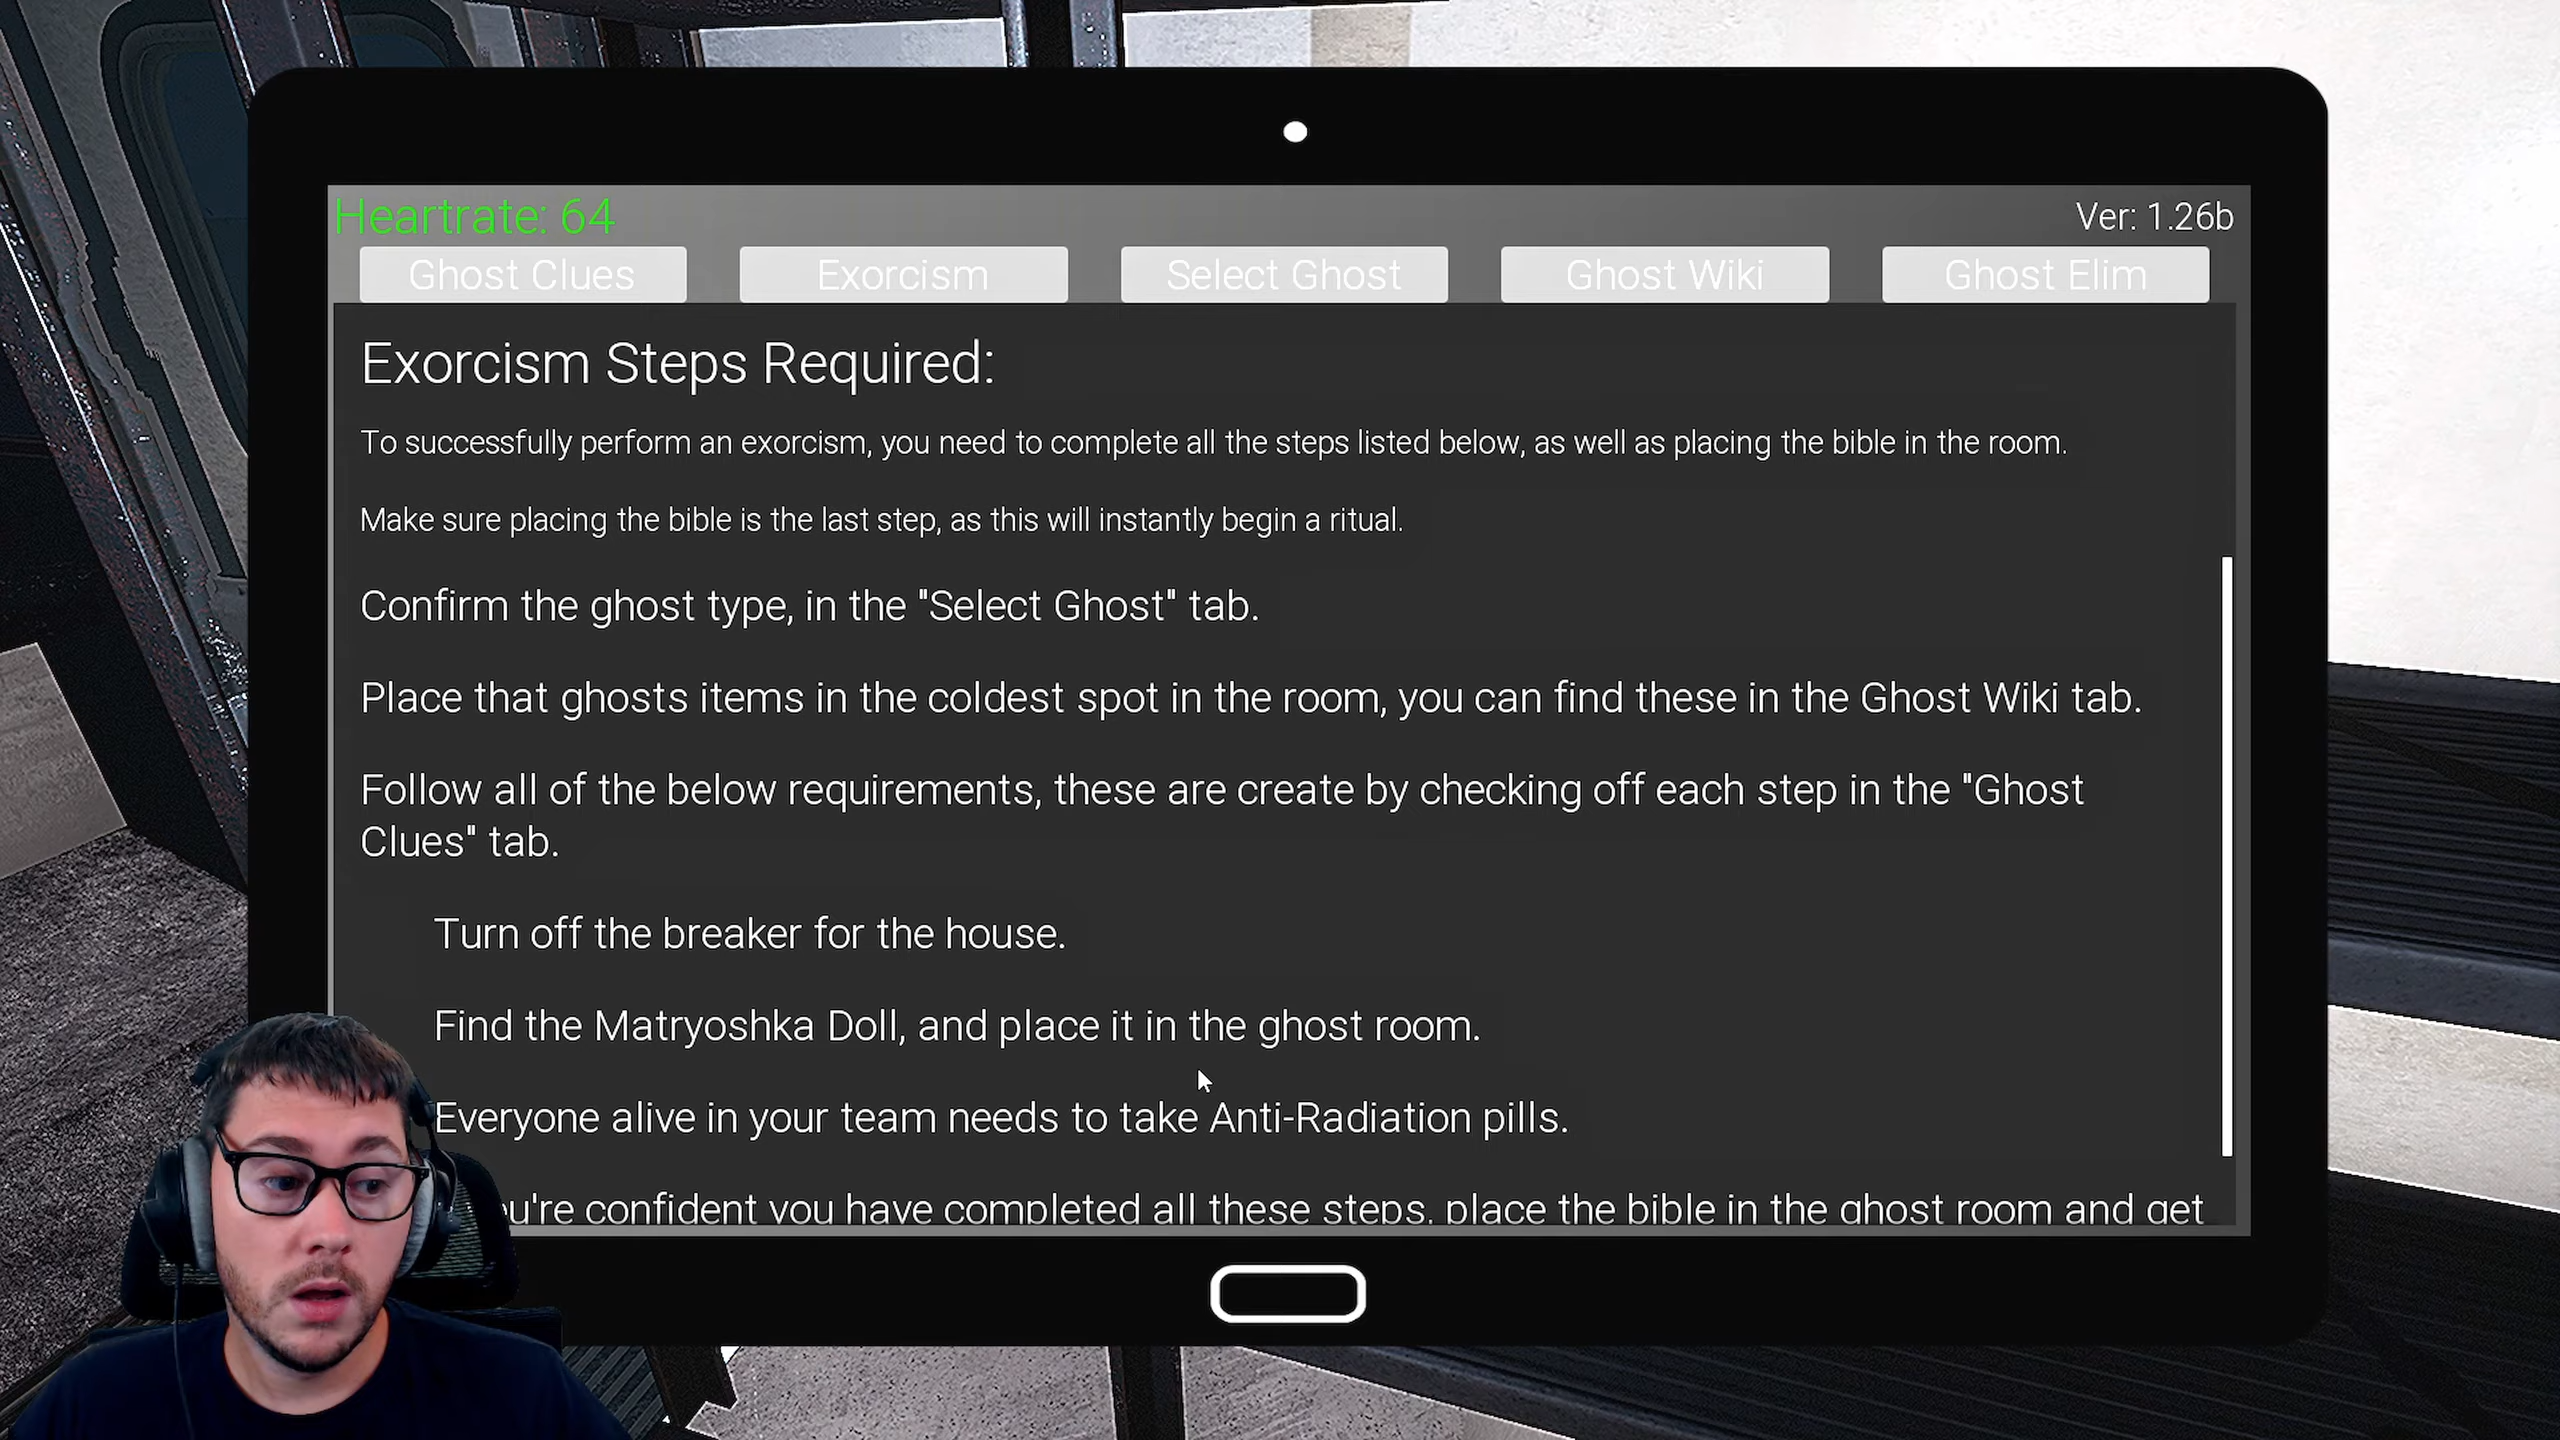 Heartrate: 64
Ver: 1.26b
Ghost Clues
Exorcism
Select Ghost
Ghost Wiki
Ghost Elim
Exorcism Steps Required:
To successfully perform an exorcism, you need to complete all the steps listed below, as well as placing the bible in the room.
Make sure placing the bible is the last step, as this will instantly begin a ritual.
Confirm the ghost type, in the "Select Ghost" tab.
Place that ghosts items in the coldest spot in the room, you can find these in the Ghost Wiki tab.
Follow all of the below requirements, these are create by checking off each step in the "Ghost
Clues" tab.
Turn off the breaker for the house.
Find the Matryoshka Doll, and place it in the ghost room.
Everyone alive in your team needs to take Anti-Radiation pills.
confident you have completed all these steps, place the bible in the ghost room and get